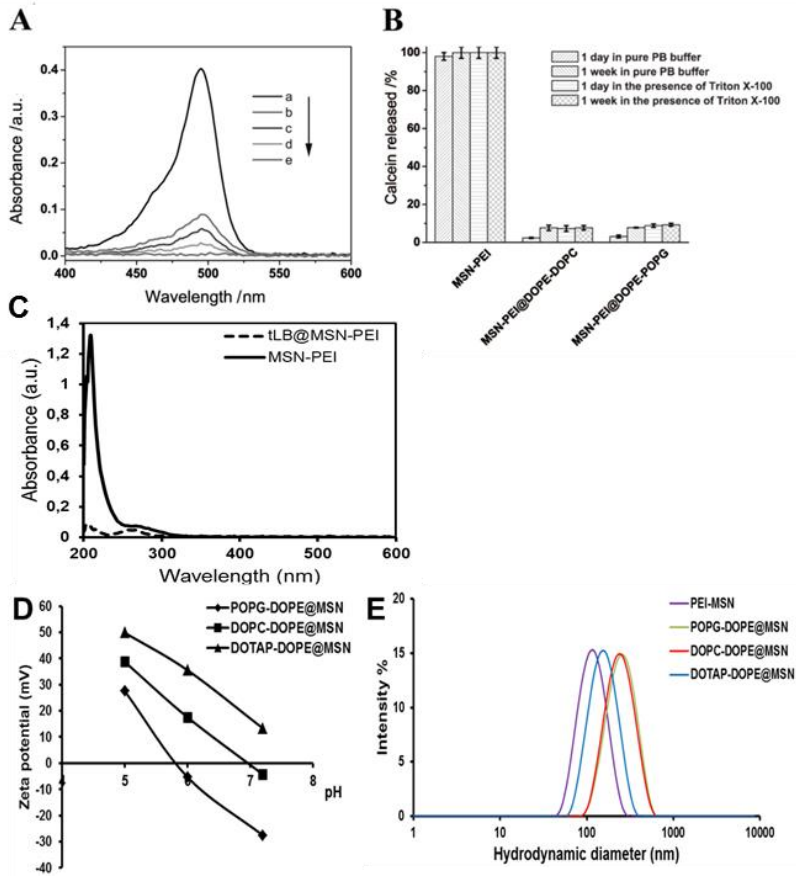 A
Absorbance /a.u.
0.4
0.3
0.2
0.1
0.0
400
450
500
550
600
Wavelength /nm
a
b
c
d
e
B
Calcein released /%
100
80
60
40
20
0
1 day in pure PB buffer
1 week in pure PB buffer
1 day in the presence of Triton X-100
1 week in the presence of Triton X-100
MSN-PEI
MSN-PEI@DOPE-DOPC
MSN-PEI@DOPE-POPG
C
Absorbance (a.u.)
1,4
1,2
1
0,8
0,6
0,4
0,2
0
200
300
400
500
600
Wavelength (nm)
tLB@MSN-PEI
MSN-PEI
D
Zeta potential (mV)
60
50
40
30
20
10
0
-10
-20
-30
-40
4
5
6
7
8
pH
POPG-DOPE@MSN
DOPC-DOPE@MSN
DOTAP-DOPE@MSN
E
Intensity %
20
15
10
5
0
1
10
100
1000
10000
Hydrodynamic diameter (nm)
PEI-MSN
POPG-DOPE@MSN
DOPC-DOPE@MSN
DOTAP-DOPE@MSN